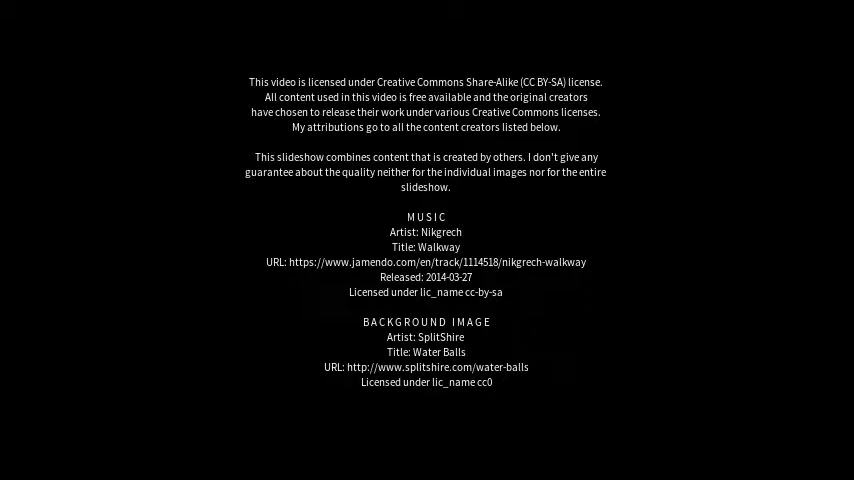 This video is licensed under Creative Commons Share-Alike (CC BY-SA) license.
All content used in this video is free available and the original creators
have chosen to release their work under various Creative Commons licenses.
My attributions go to all the content creators listed below.
This slideshow combines content that is created by others. I don't give any
guarantee about the quality neither for the individual images nor for the entire
slideshow.
MUSIC
Artist: Nikgrech
Title: Walkway
URL: https://www.jamendo.com/en/track/1114518/nikgrech-walkway
Released: 2014-03-27
Licensed under lic_name cc-by-sa
BACKGROUND IMAGE
Artist: SplitShire
Title: Water Balls
URL: http://www.splitshire.com/water-balls
Licensed under lic_name cc0